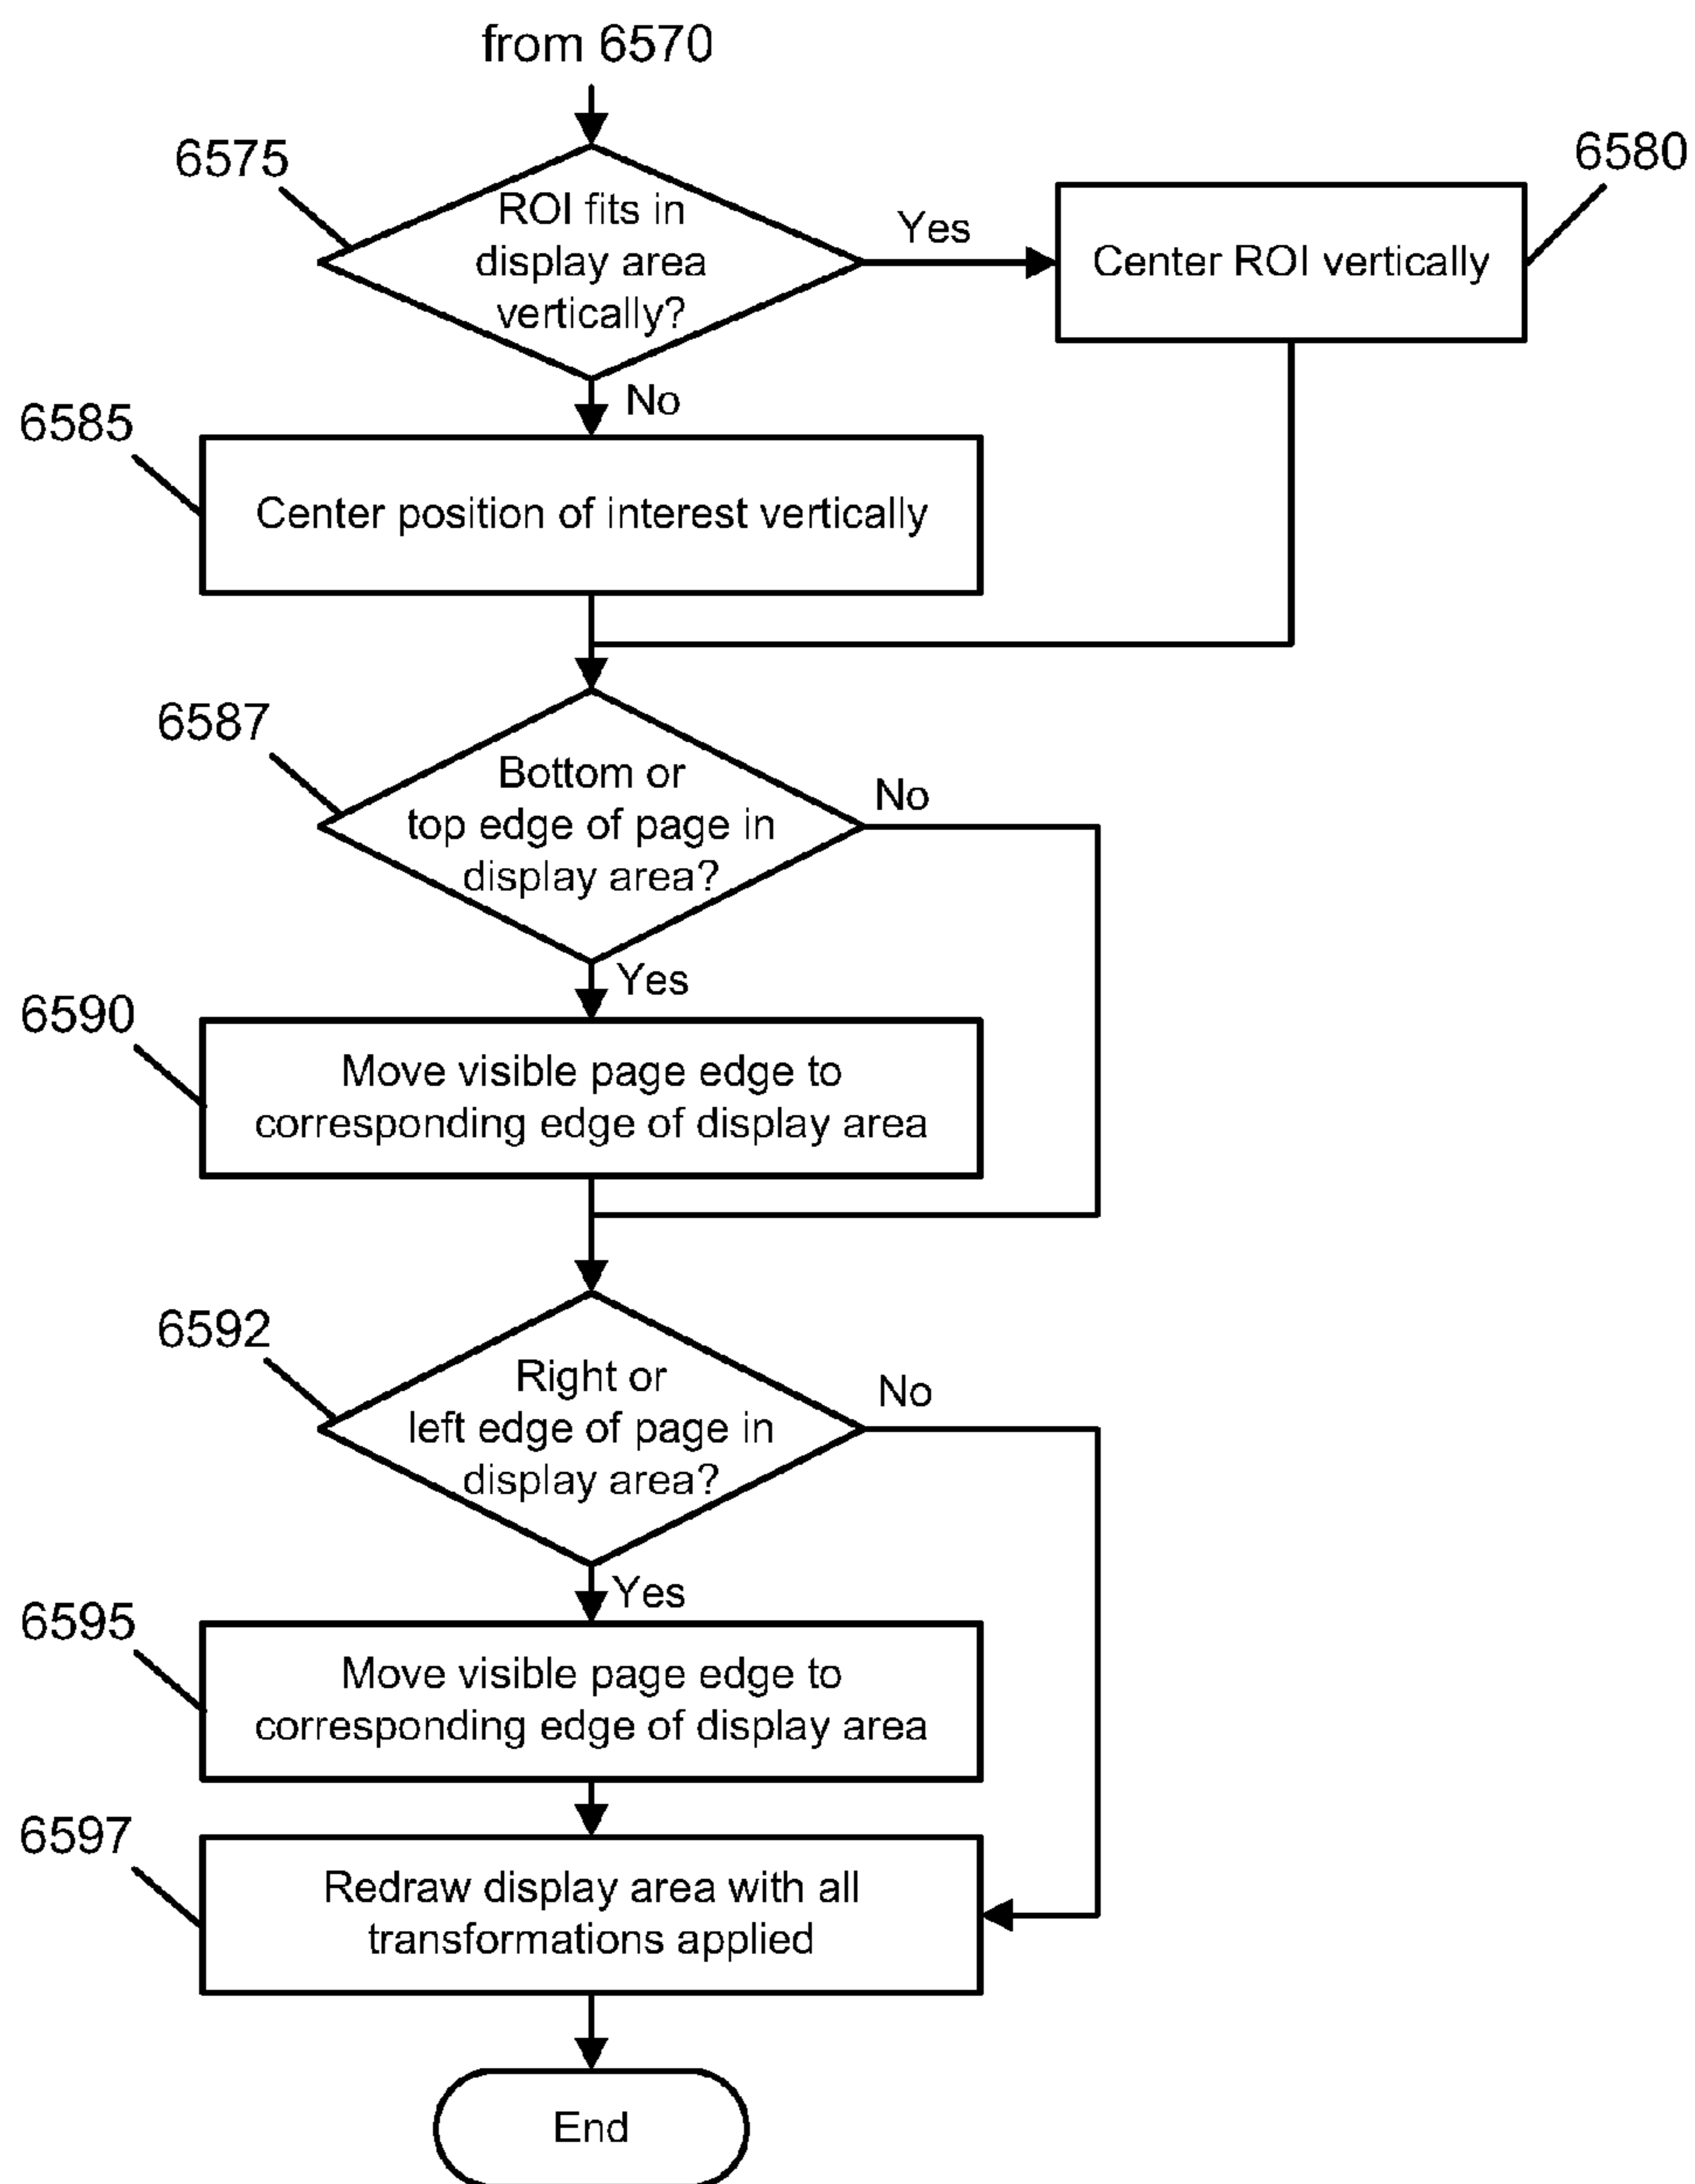 from 6570
6575
ROI fits in
display area
vertically?
Yes
6580
Center ROI vertically
No
6585
Center position of interest vertically
6587
Bottom or
top edge of page in
display area?
No
Yes
6590
Move visible page edge to
corresponding edge of display area
6592
Right or
left edge of page in
display area?
No
Yes
6595
Move visible page edge to
corresponding edge of display area
6597
Redraw display area with all
transformations applied
End